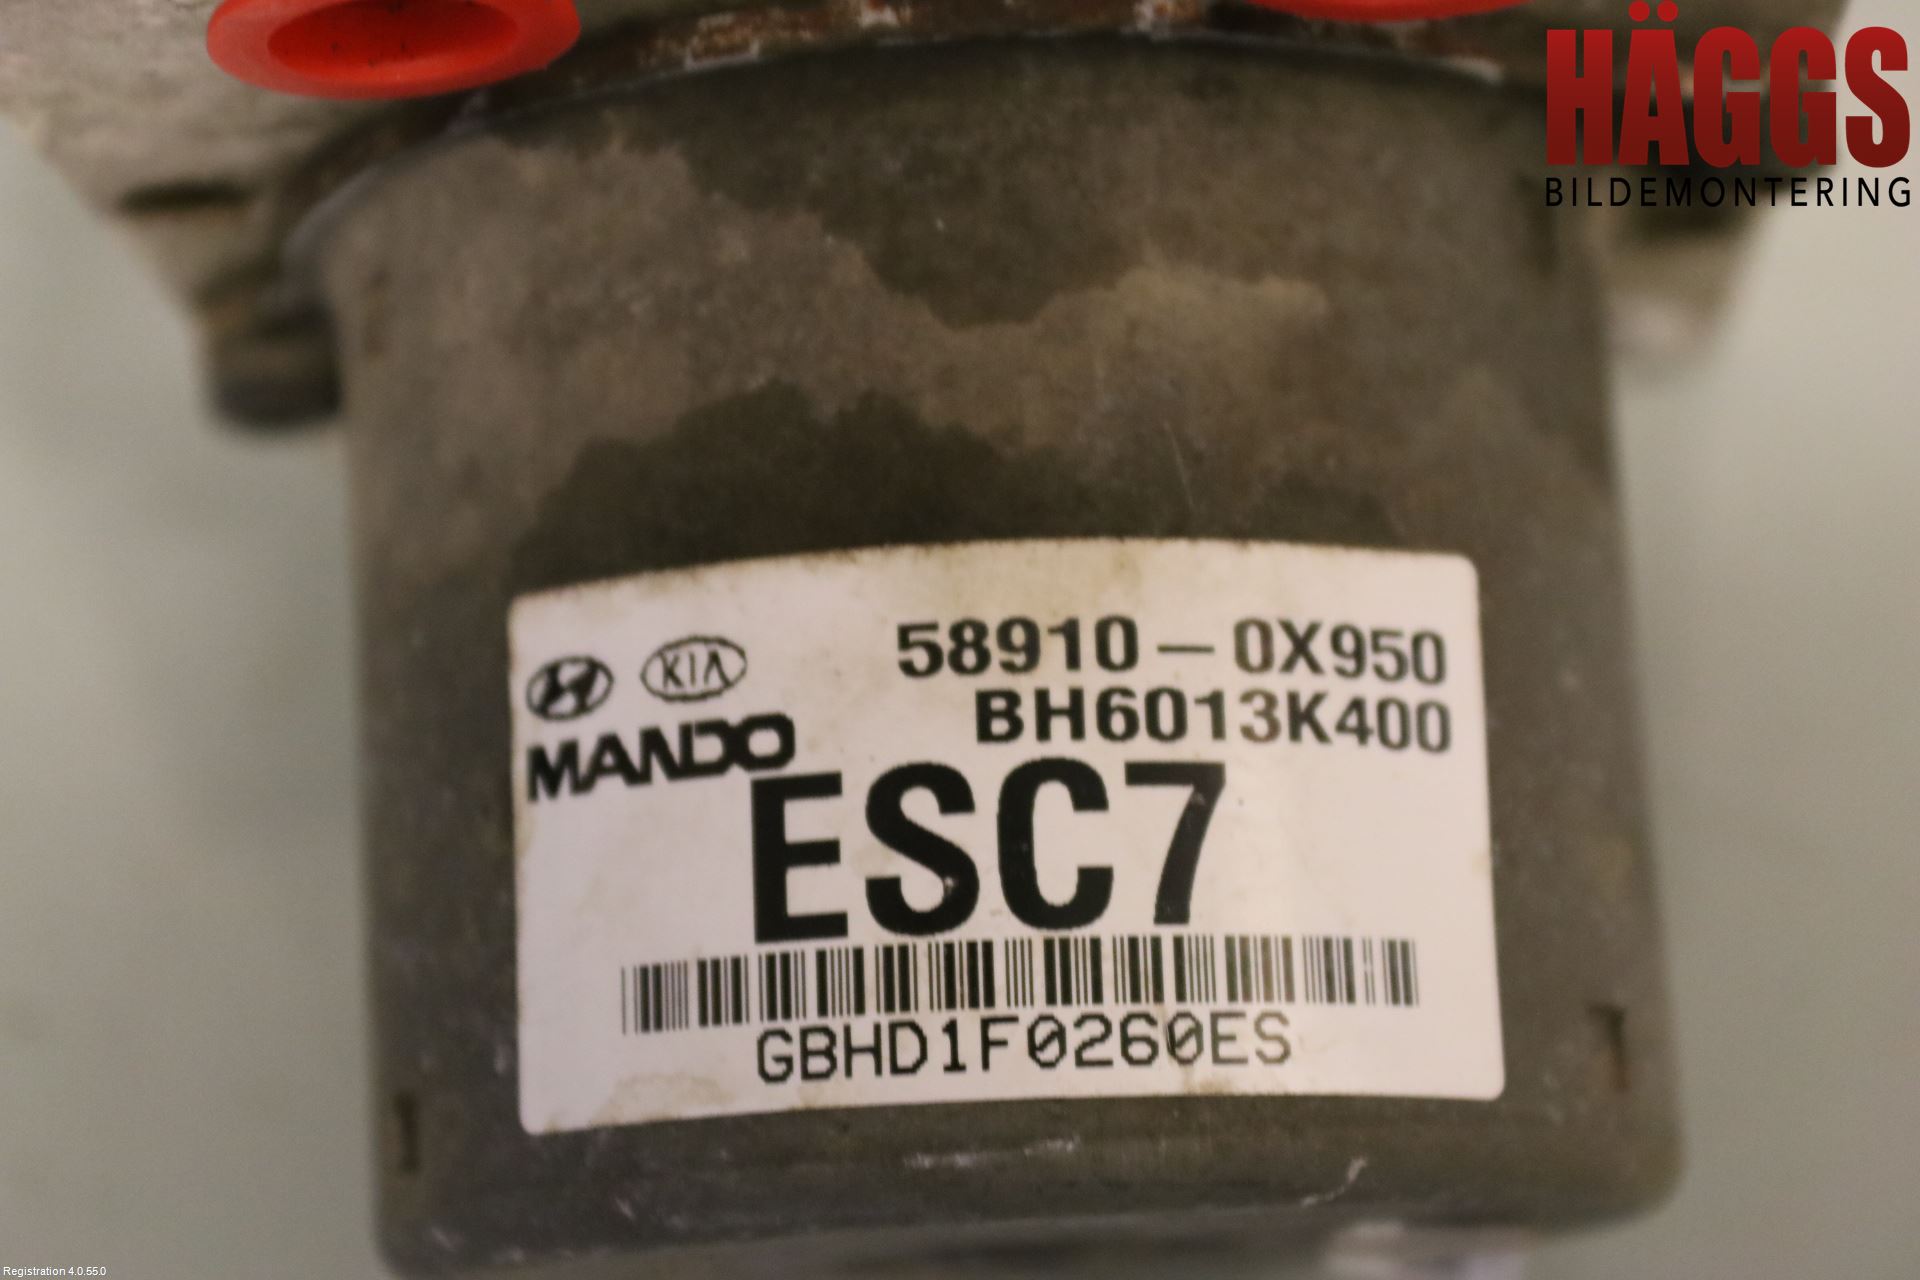 HÄGGS
BILDEMONTERING
KIA
58910-0X950
BH6013K400
MANDO
ESC7
GBHD1F0260ES
Registration 4.0.55.0